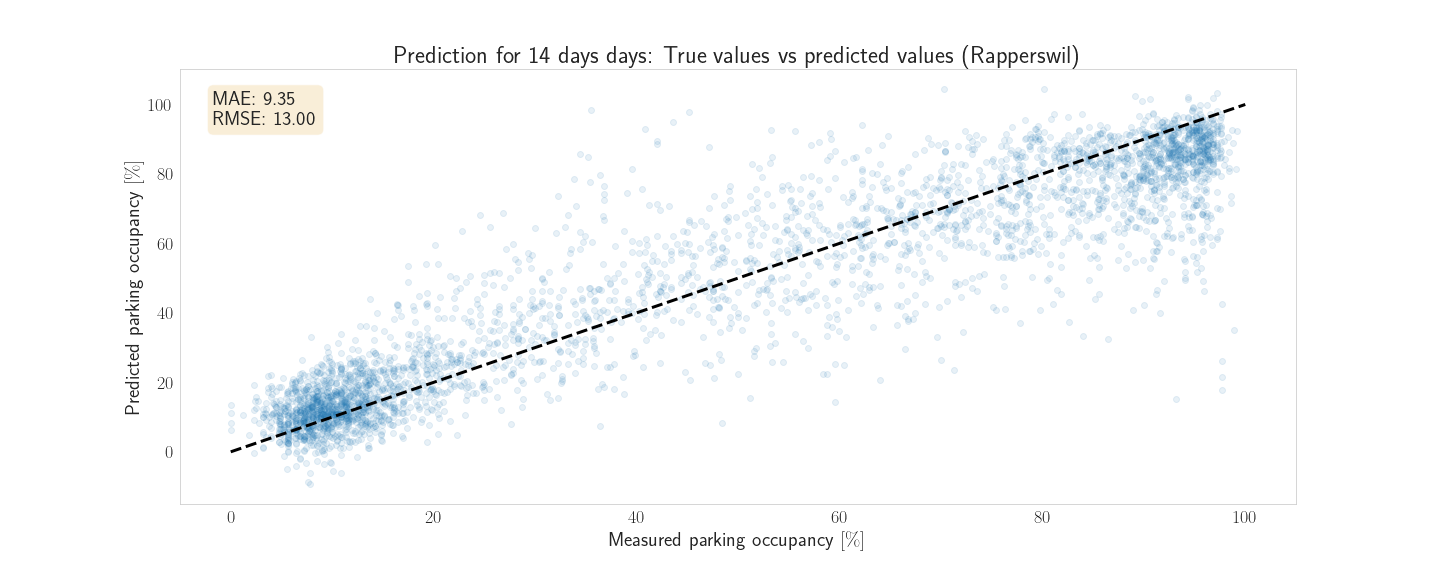 Prediction for 14 days days: True values vs predicted values (Rapperswil)
MAE: 9.35
RMSE: 13.00
Predicted parking occupancy [%]
100
80
60
40
20
0
0 20 40 60 80 100
Measured parking occupancy [%]